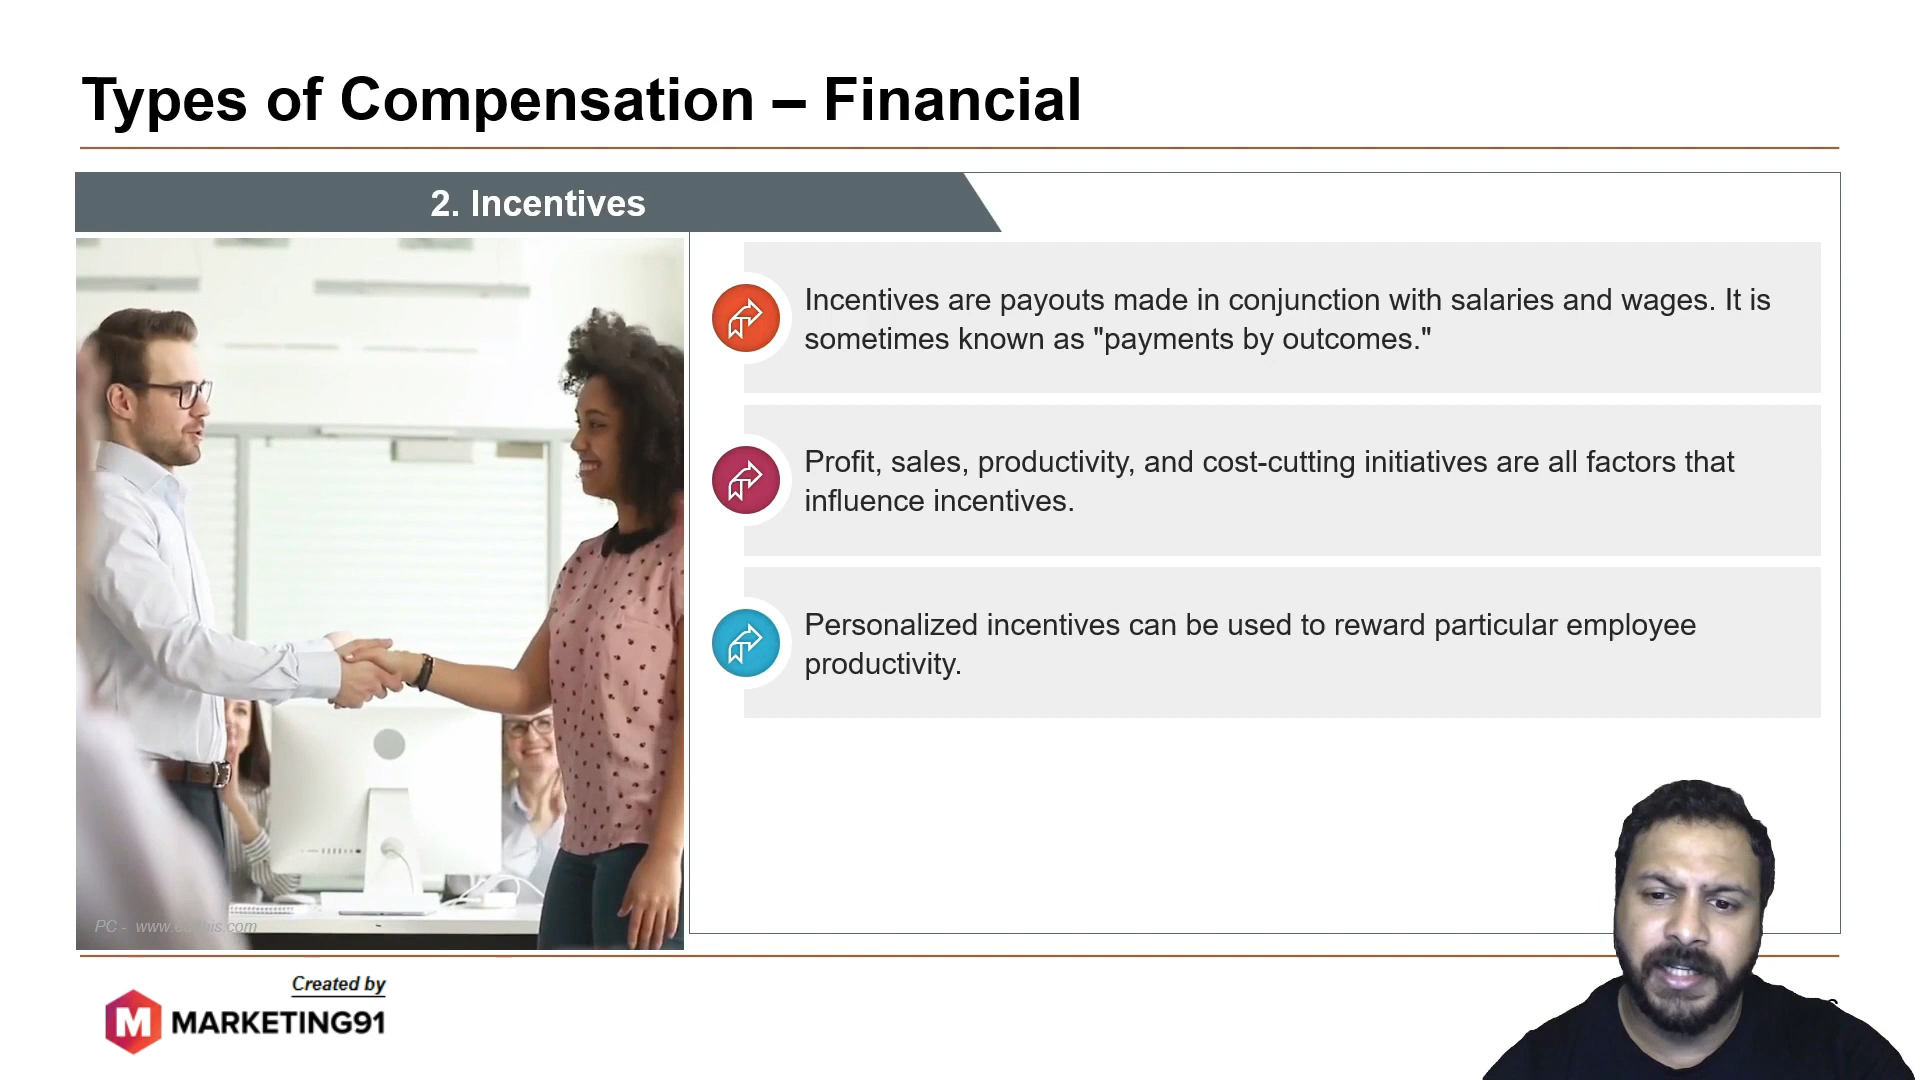 Types of Compensation – Financial
2. Incentives
Incentives are payouts made in conjunction with salaries and wages. It is
sometimes known as "payments by outcomes."
Profit, sales, productivity, and cost-cutting initiatives are all factors that
influence incentives.
Personalized incentives can be used to reward particular employee
productivity.
PC -
Created by
M MARKETING91